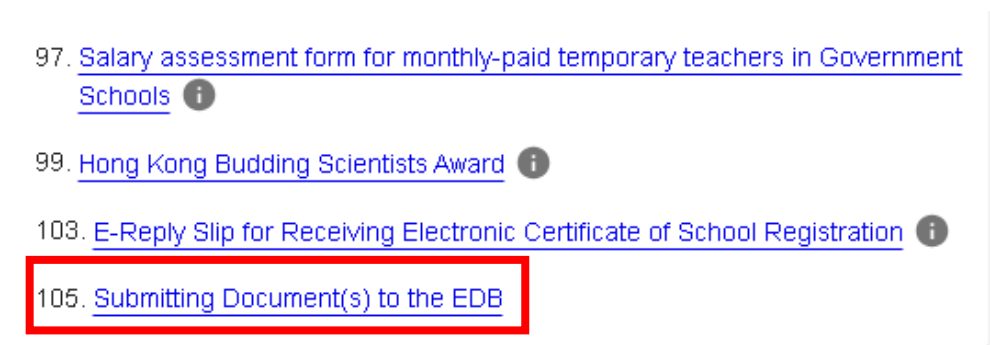 97. Salary assessment form for monthly-paid temporary teachers in Government
Schools
99. Hong Kong Budding Scientists Award
103. E-Reply Slip for Receiving Electronic Certificate of School Registration
105. Submitting Document(s) to the EDB